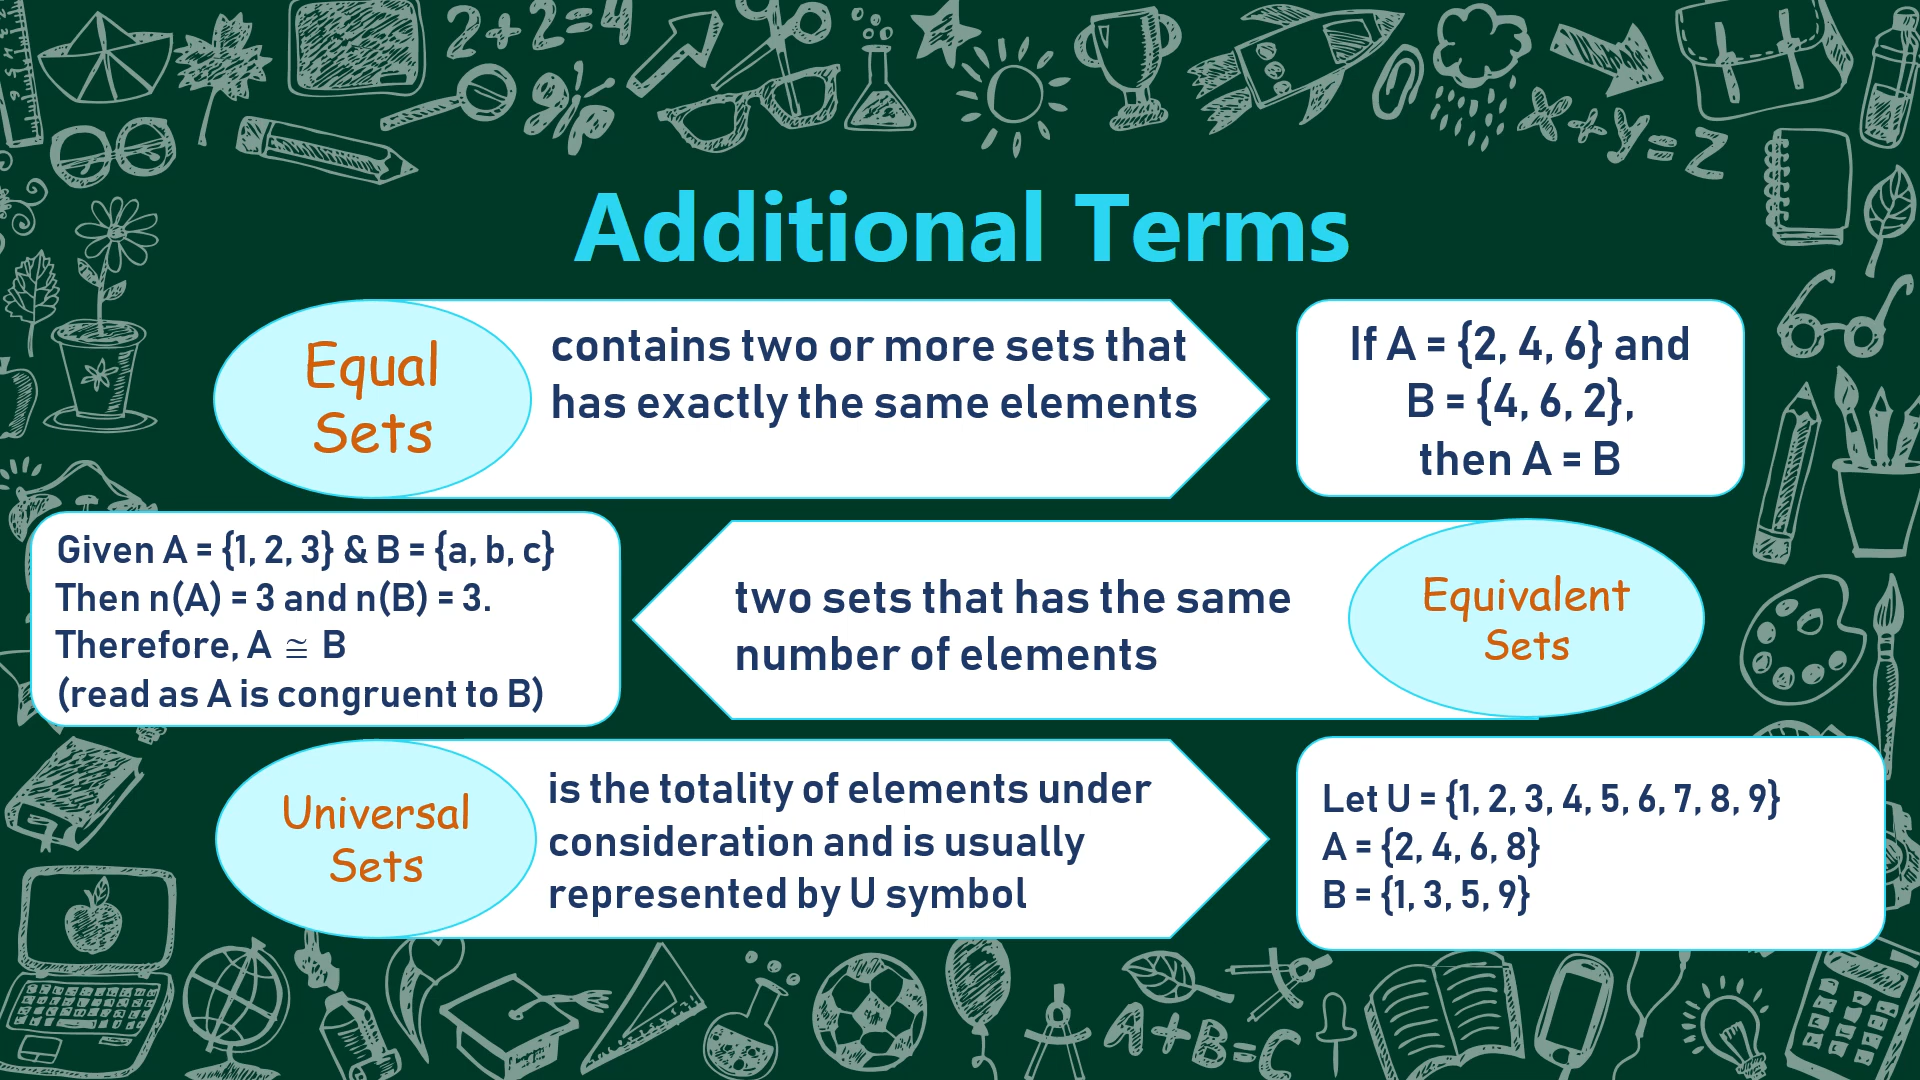 2+2=4
%
x+y=z
Additional Terms
Equal
Sets
contains two or more sets that
has exactly the same elements
If A = {2, 4, 6} and
B = {4, 6, 2},
then A = B
Given A = {1, 2, 3} & B = {a, b, c}
Then n(A) = 3 and n(B) = 3.
Therefore, A ≅ B
(read as A is congruent to B)
two sets that has the same
number of elements
Equivalent
Sets
Universal
Sets
is the totality of elements under
consideration and is usually
represented by U symbol
Let U = {1, 2, 3, 4, 5, 6, 7, 8, 9}
A = {2, 4, 6, 8}
B = {1, 3, 5, 9}
A+B=C